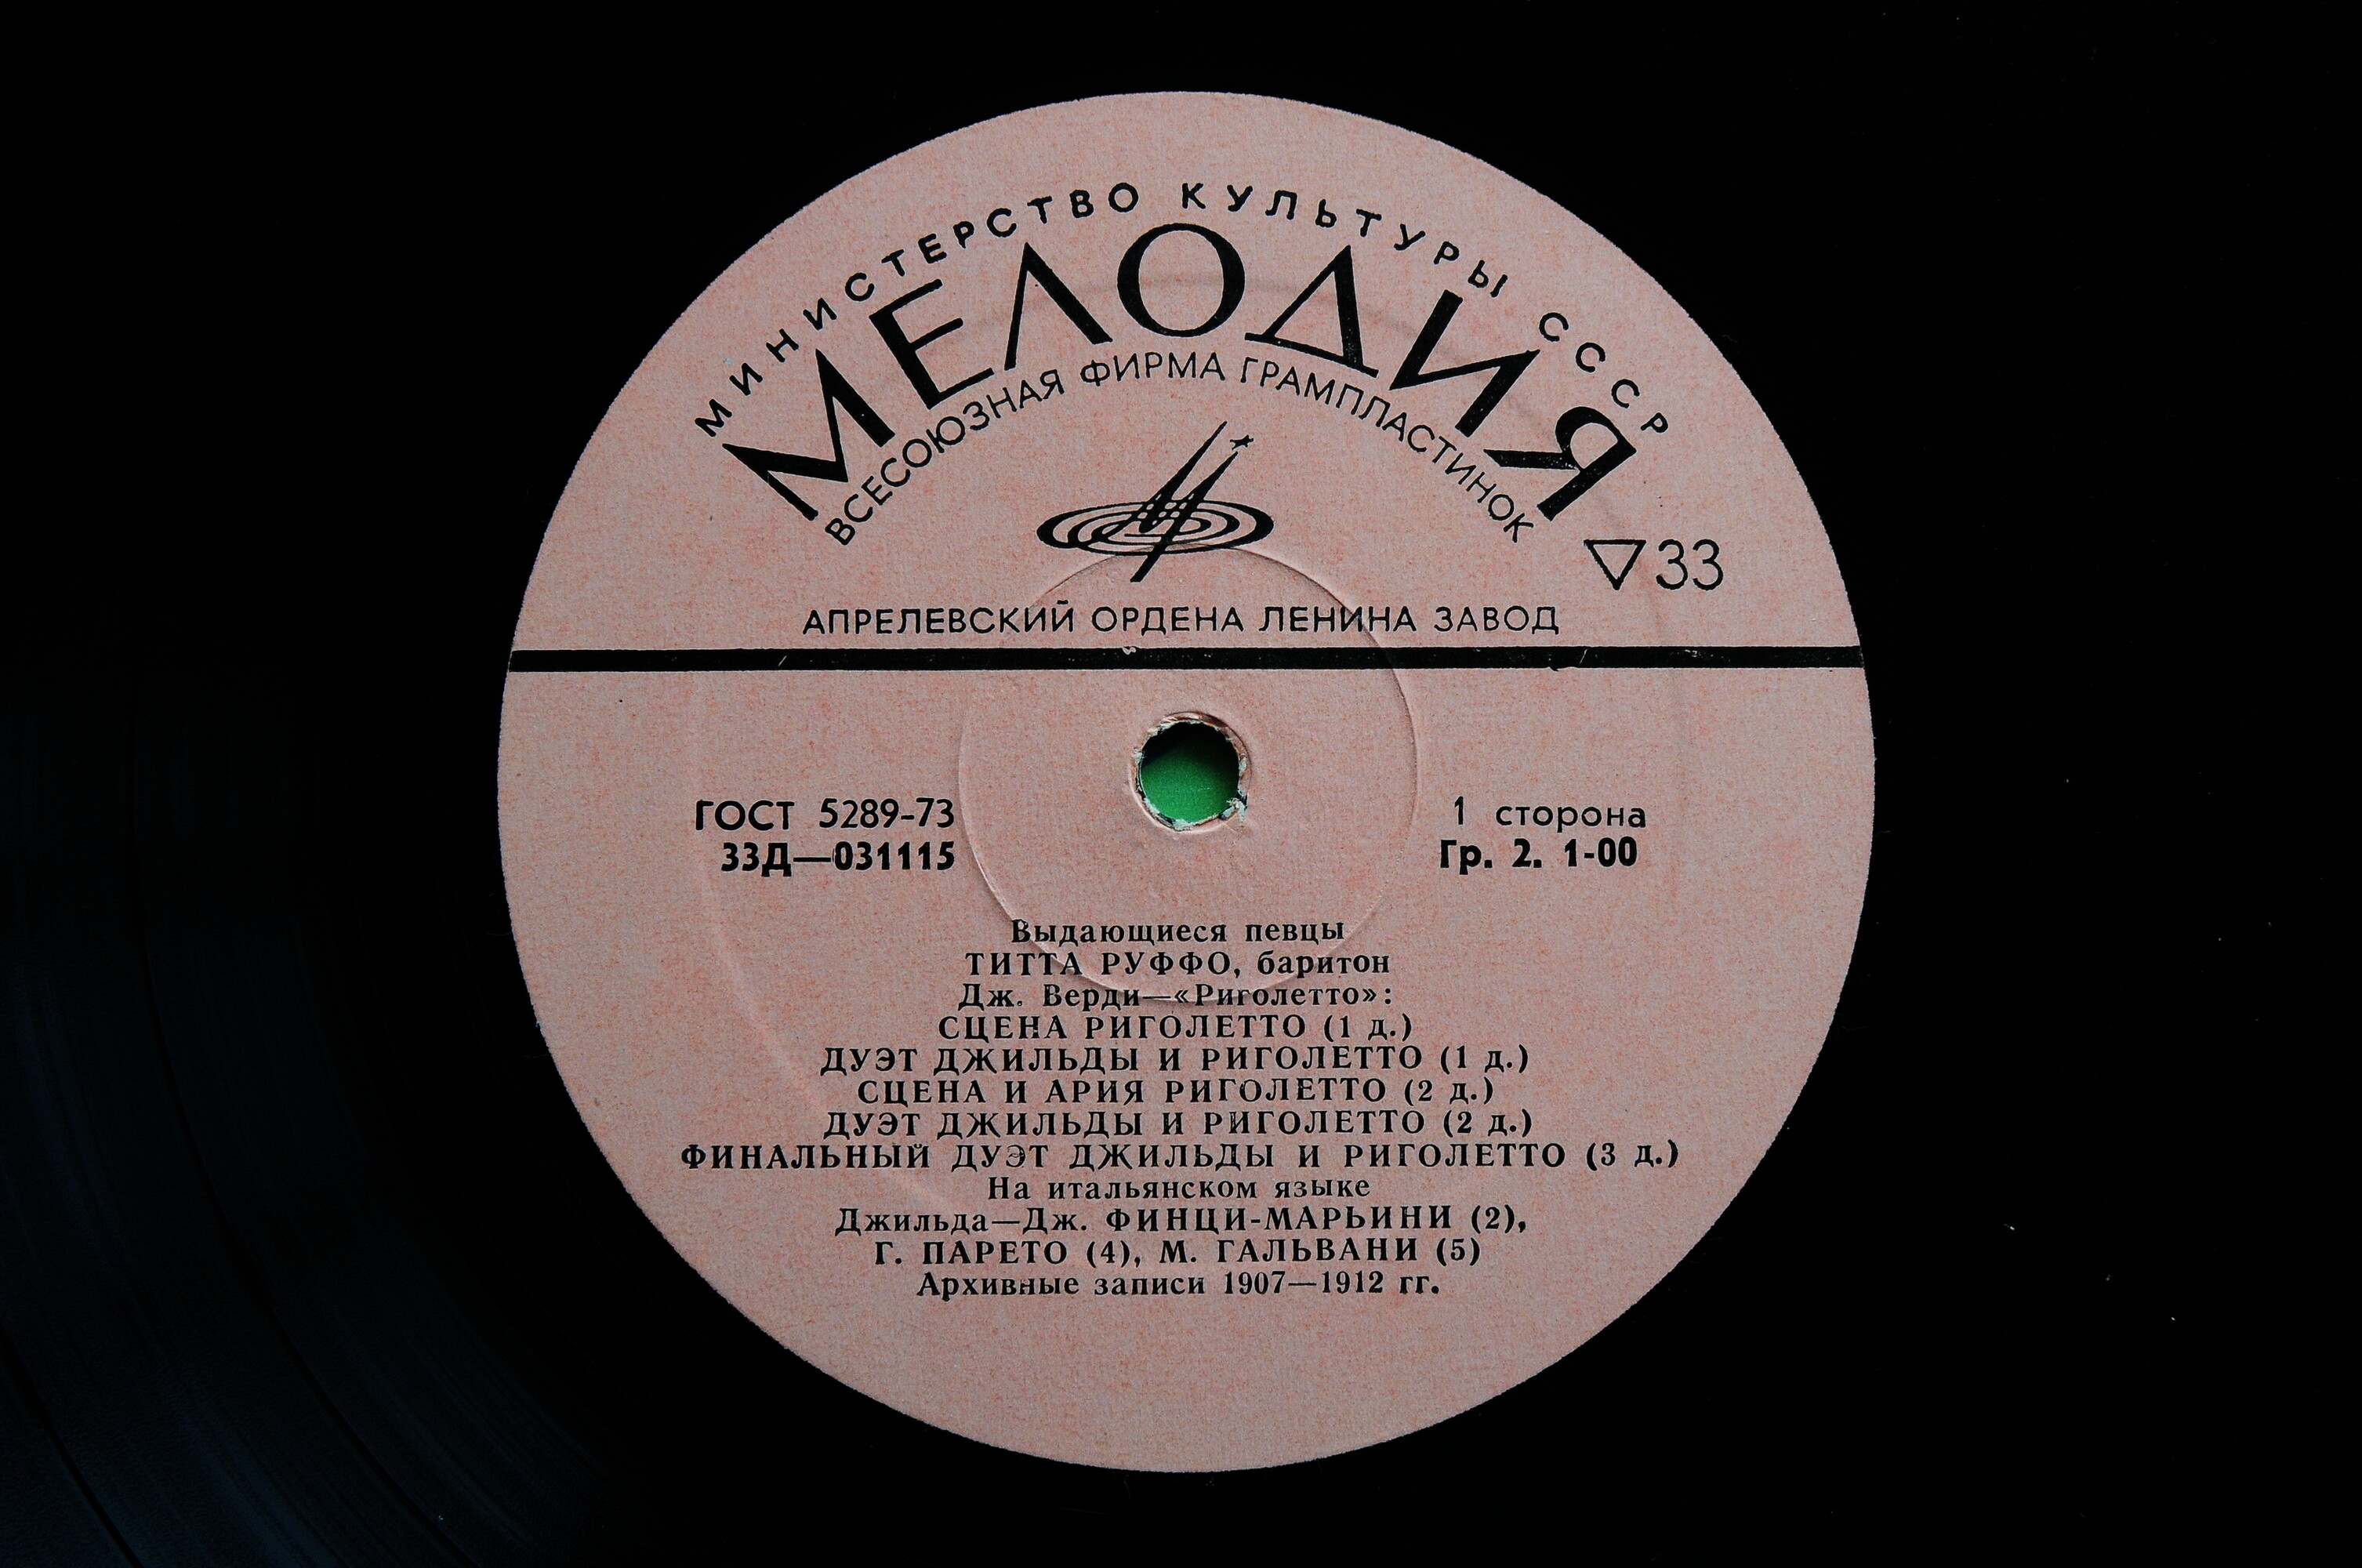 МИНИСТЕРСТВО КУЛЬТУРЫ СССР
МЕЛОДИЯ
ВСЕСОЮЗНАЯ ФИРМА ГРАМПЛАСТИНОК
33
АПРЕЛЕВСКИЙ ОРДЕНА ЛЕНИНА ЗАВОД
ГОСТ 5289-73
33Д—031115
1 сторона
Гр. 2. 1-00
Выдающиеся певцы
ТИТТА РУФФО, баритон
Дж. Верди—«Риголетто»:
СЦЕНА РИГОЛЕТТО (1 д.)
ДУЭТ ДЖИЛЬДЫ И РИГОЛЕТТО (1 д.)
СЦЕНА И АРИЯ РИГОЛЕТТО (2 д.)
ДУЭТ ДЖИЛЬДЫ И РИГОЛЕТТО (2 д.)
ФИНАЛЬНЫЙ ДУЭТ ДЖИЛЬДЫ И РИГОЛЕТТО (3 д.)
На итальянском языке
Джильда—Дж. ФИНЦИ-МАРЬИНИ (2),
Г. ПАРЕТО (4), М. ГАЛЬВАНИ (5)
Архивные записи 1907—1912 гг.